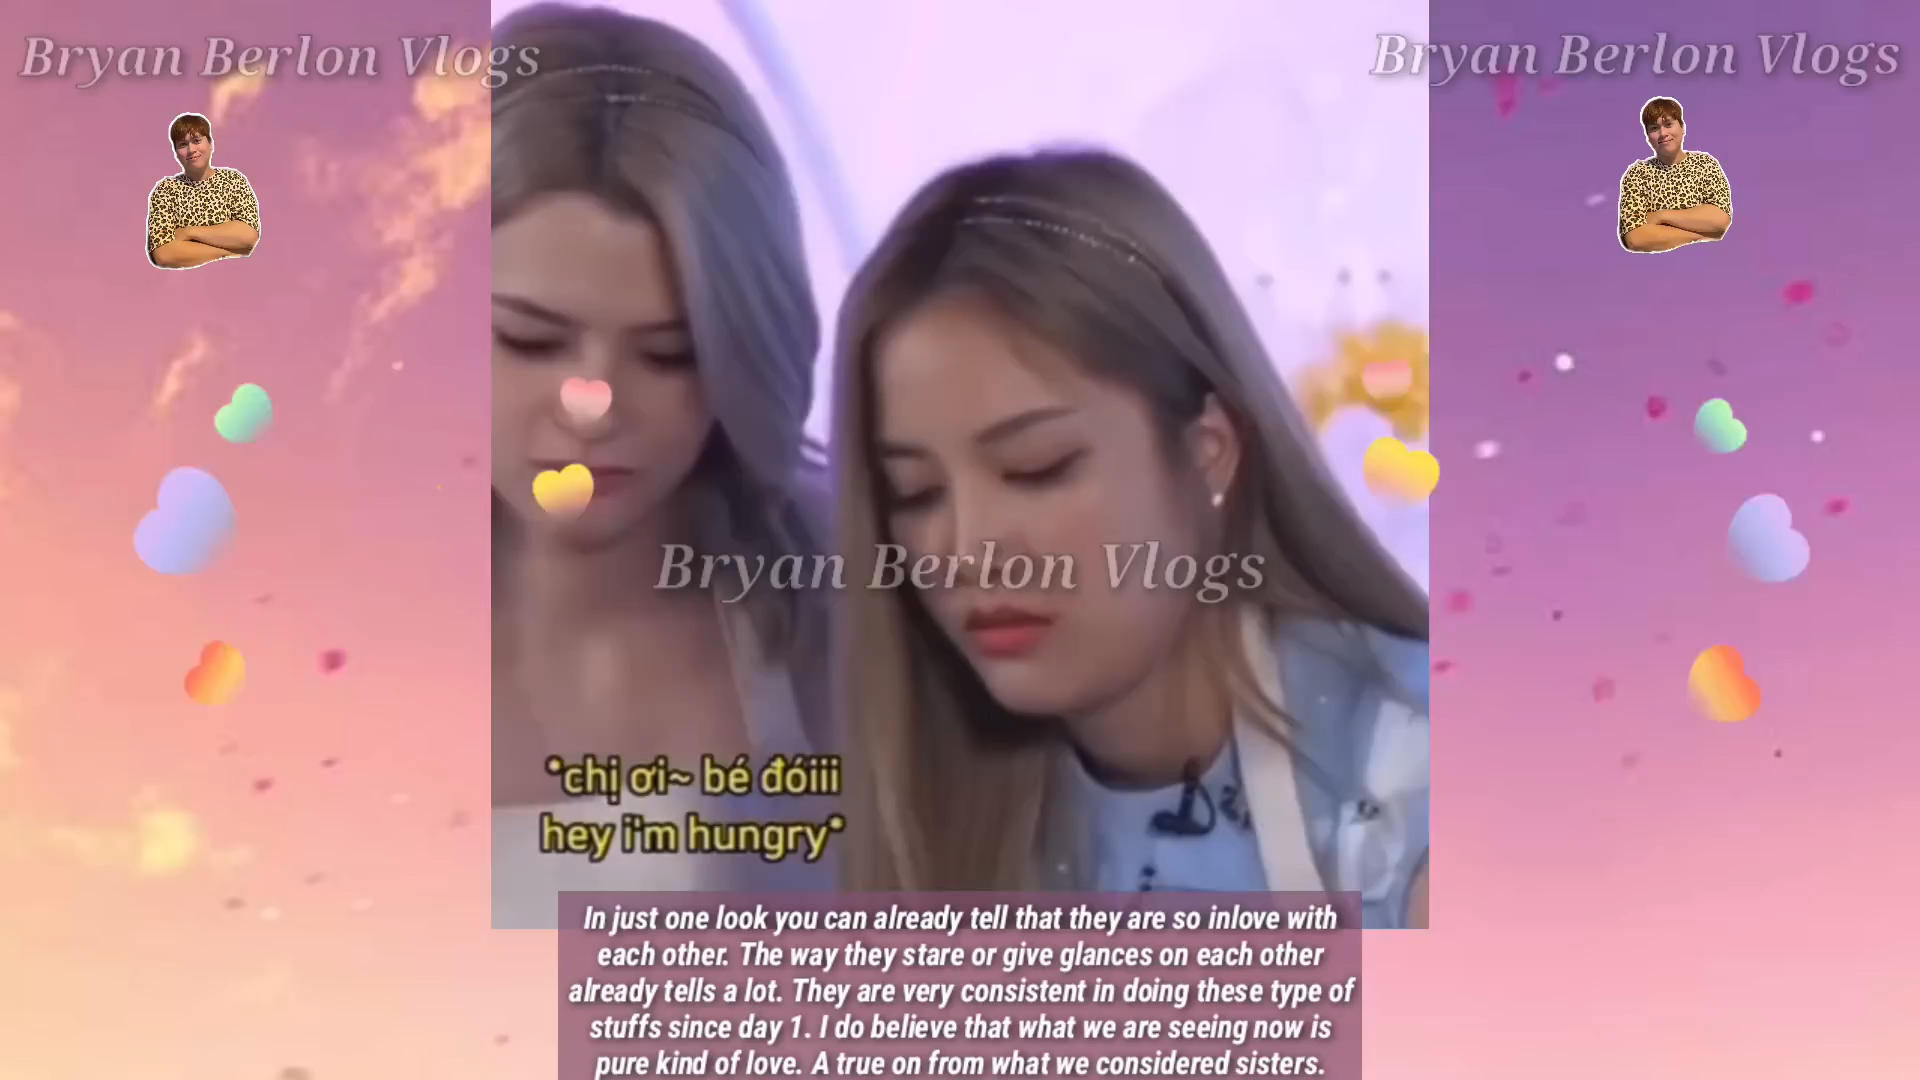 Bryan Berlon Vlogs
Bryan Berlon Vlogs
Bryan Berlon Vlogs
*chị ơi~ bé đóiii
hey i'm hungry*
In just one look you can already tell that they are so inlove with
each other. The way they stare or give glances on each other
already tells a lot. They are very consistent in doing these type of
stuffs since day 1. I do believe that what we are seeing now is
pure kind of love. A true on from what we considered sisters.